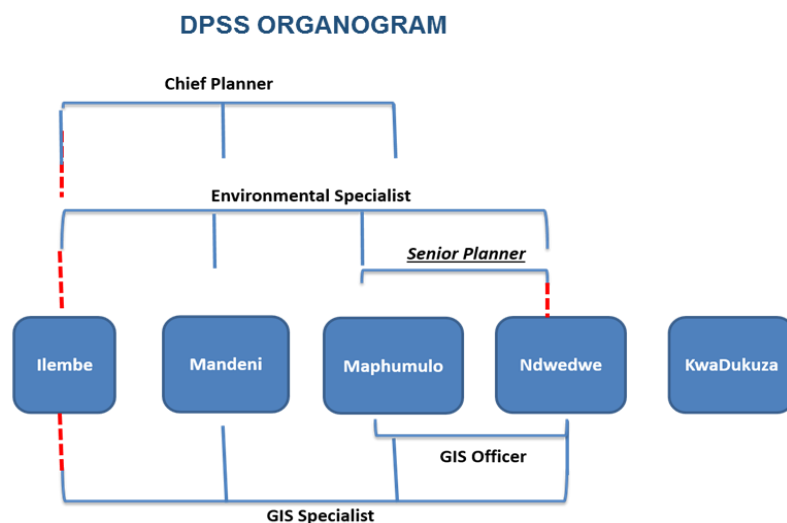 DPSS ORGANOGRAM
Chief Planner
Environmental Specialist
Senior Planner
Ilembe
Mandeni
Maphumulo
Ndwedwe
KwaDukuza
GIS Officer
GIS Specialist